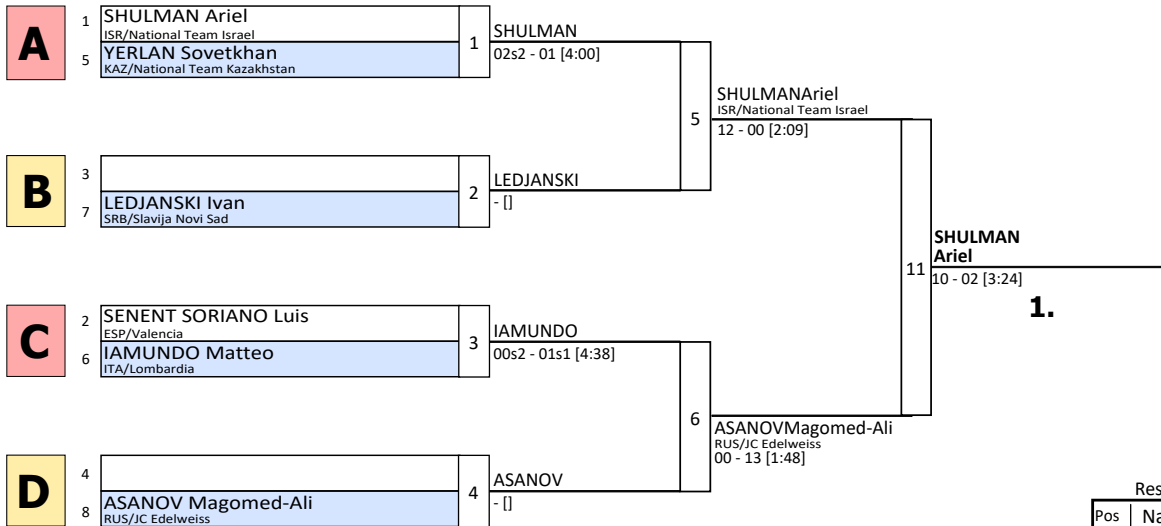 A
1 SHULMAN Ariel
ISR/National Team Israel
5 YERLAN Sovetkhan
KAZ/National Team Kazakhstan
1
SHULMAN
02s2 - 01 [4:00]
B
3
7 LEDJANSKI Ivan
SRB/Slavija Novi Sad
2
LEDJANSKI
- []
5
SHULMANAriel
ISR/National Team Israel
12 - 00 [2:09]
C
2 SENENT SORIANO Luis
ESP/Valencia
6 IAMUNDO Matteo
ITA/Lombardia
3
IAMUNDO
00s2 - 01s1 [4:38]
D
4
8 ASANOV Magomed-Ali
RUS/JC Edelweiss
4
ASANOV
- []
6
ASANOVMagomed-Ali
RUS/JC Edelweiss
00 - 13 [1:48]
11
SHULMAN
Ariel
10 - 02 [3:24]
1.
Res
Pos Na